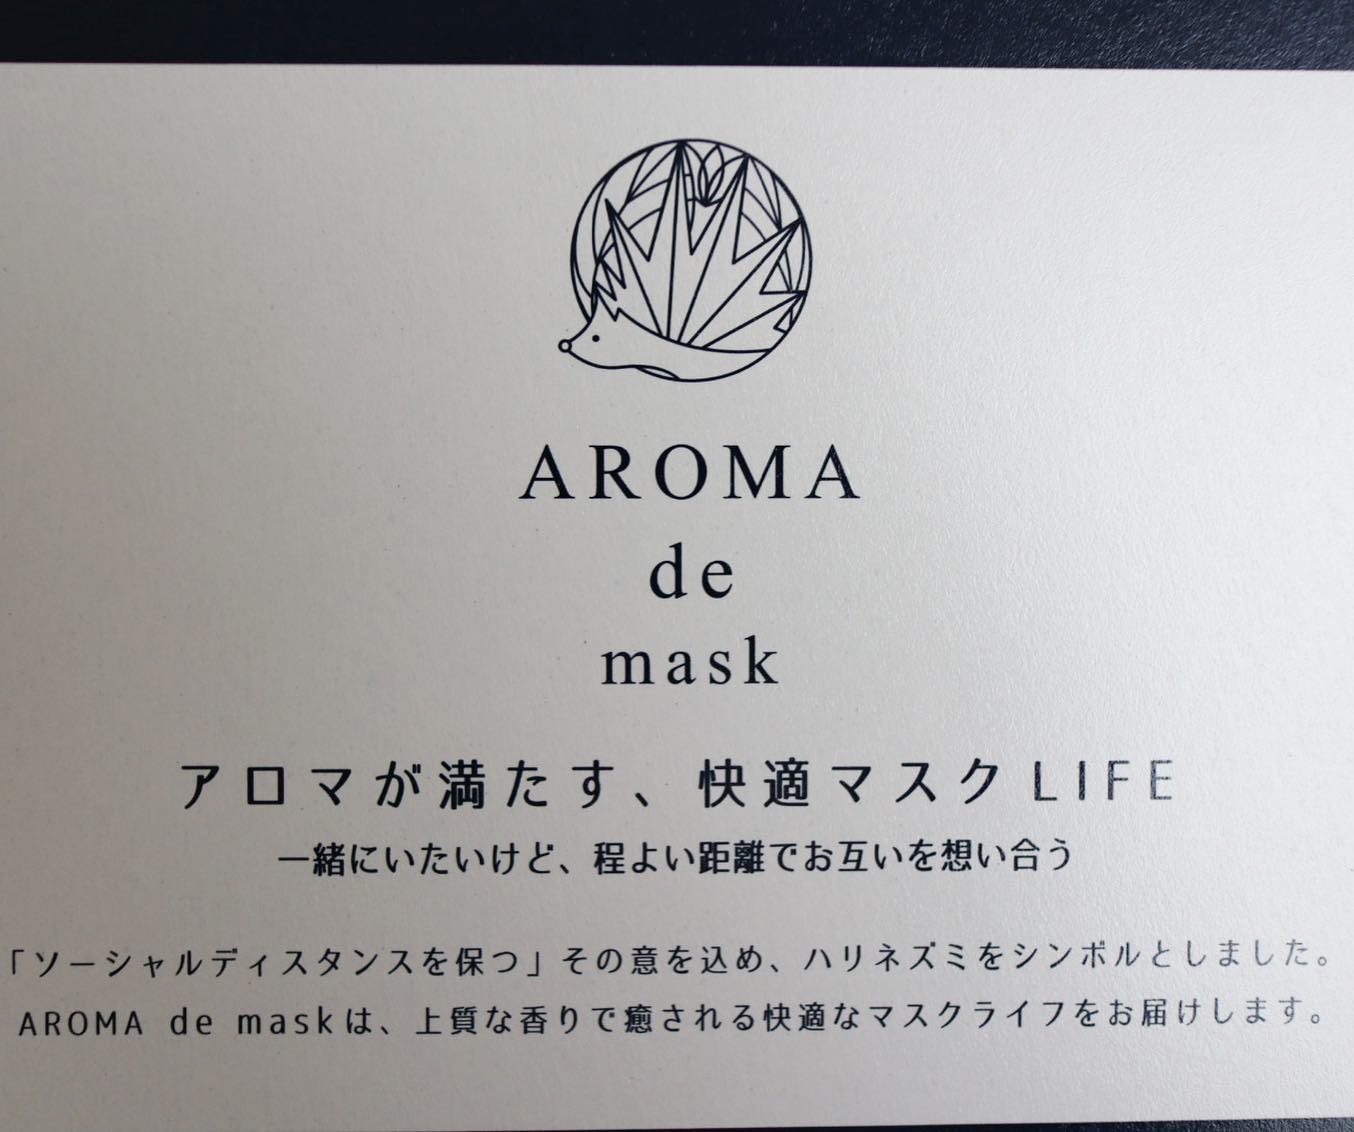 AROMA
de
mask
アロマが満たす、快適マスクLIFE
一緒にいたいけど、程よい距離でお互いを想い合う
「ソーシャルディスタンスを保つ」その意を込め、ハリネズミをシンボルとしました。
AROMA de maskは、上質な香りで癒される快適なマスクライフをお届けします。